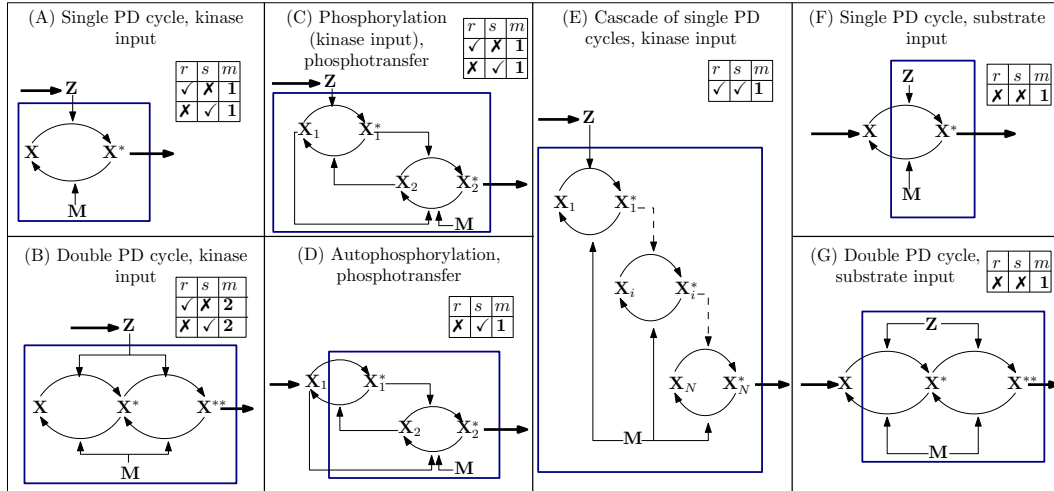 (A) Single PD cycle, kinase
input
r s m
✓ ✗ 1
✗ ✓ 1
Z
X X*
M
(B) Double PD cycle, kinase
input
r s m
✓ ✗ 2
✗ ✓ 2
Z
X X* X**
M
(C) Phosphorylation
(kinase input),
phosphotransfer
r s m
✓ ✗ 1
✗ ✓ 1
Z
X1 X1*
X2 X2*
M
(D) Autophosphorylation,
phosphotransfer
r s m
✗ ✓ 1
X1 X1*
X2 X2*
M
(E) Cascade of single PD
cycles, kinase input
r s m
✓ ✓ 1
Z
X1 X1*
Xi Xi*
XN XN*
M
(F) Single PD cycle, substrate
input
r s m
✗ ✗ 1
Z
X X*
M
(G) Double PD cycle,
substrate input
r s m
✗ ✗ 1
Z
X X* X**
M